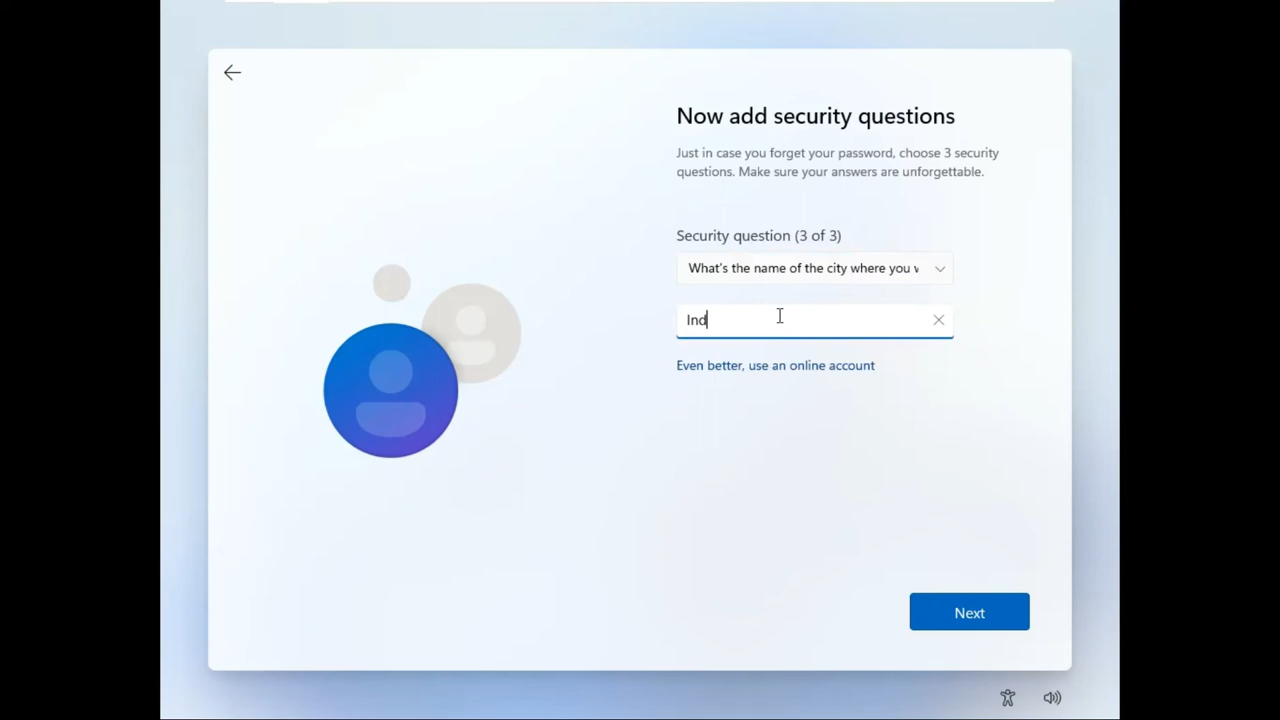 Now add security questions
Just in case you forget your password, choose 3 security
questions. Make sure your answers are unforgettable.
Security question (3 of 3)
What's the name of the city where you
Ind
Even better, use an online account
Next